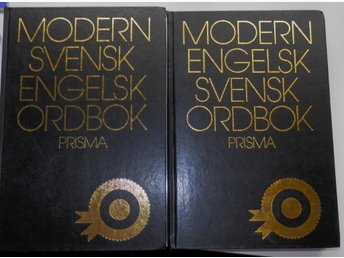 MODERN
SVENSK
ENGELSK
ORDBOK
PRISMA
MODERN
ENGELSK
SVENSK
ORDBOK
PRISMA